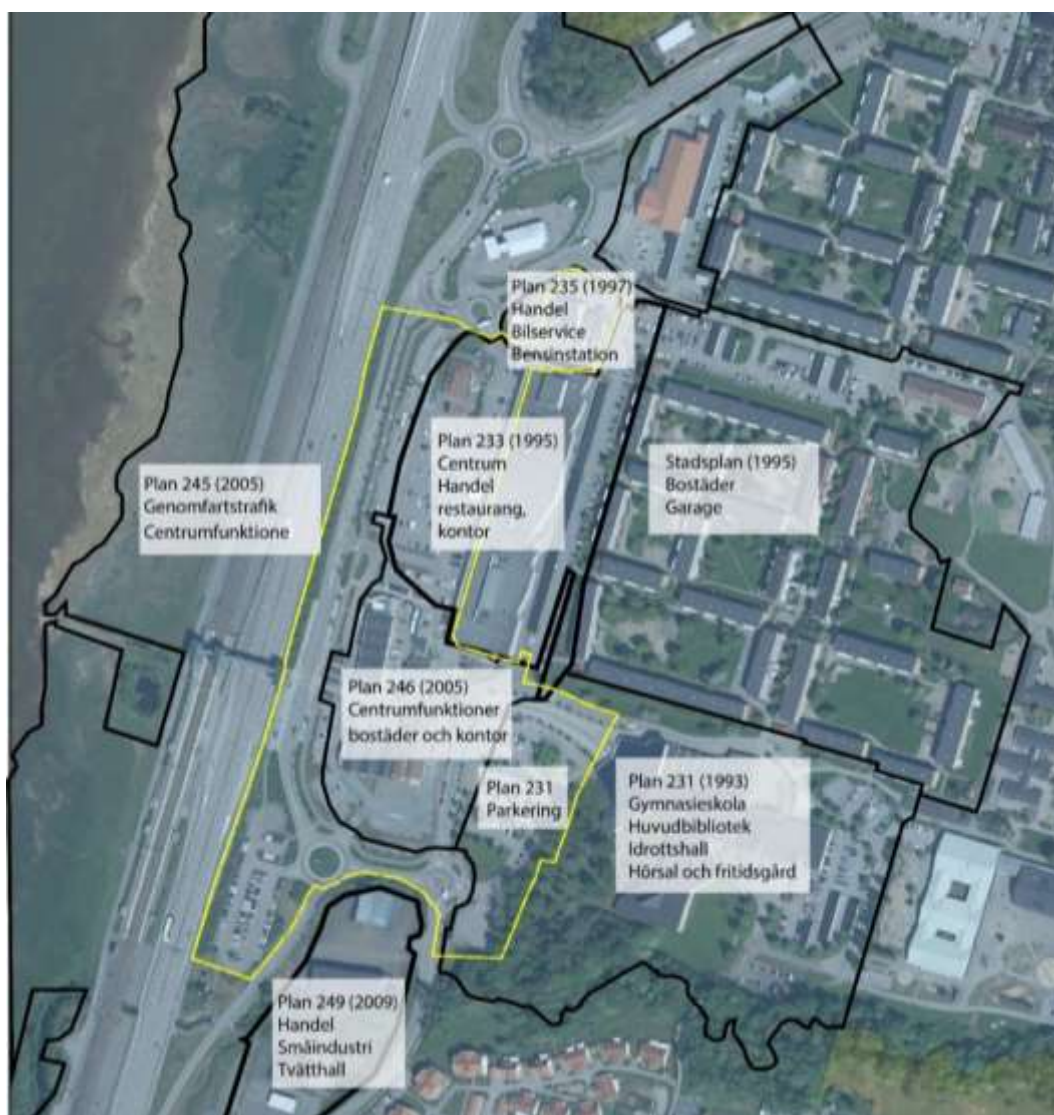 Plan 235 (1997)
Handel
Bilservice
Bensinstation
Plan 233 (1995)
Centrum
Handel
restaurang,
kontor
Stadsplan (1995)
Bostäder
Garage
Plan 245 (2005)
Genomfartstrafik
Centrumfunktione
Plan 246 (2005)
Centrumfunktioner
bostäder och kontor
Plan 231
Parkering
Plan 231 (1993)
Gymnasieskola
Huvudbibliotek
Idrottshall
Hörsal och fritidsgård
Plan 249 (2009)
Handel
Småindustri
Tvätthall